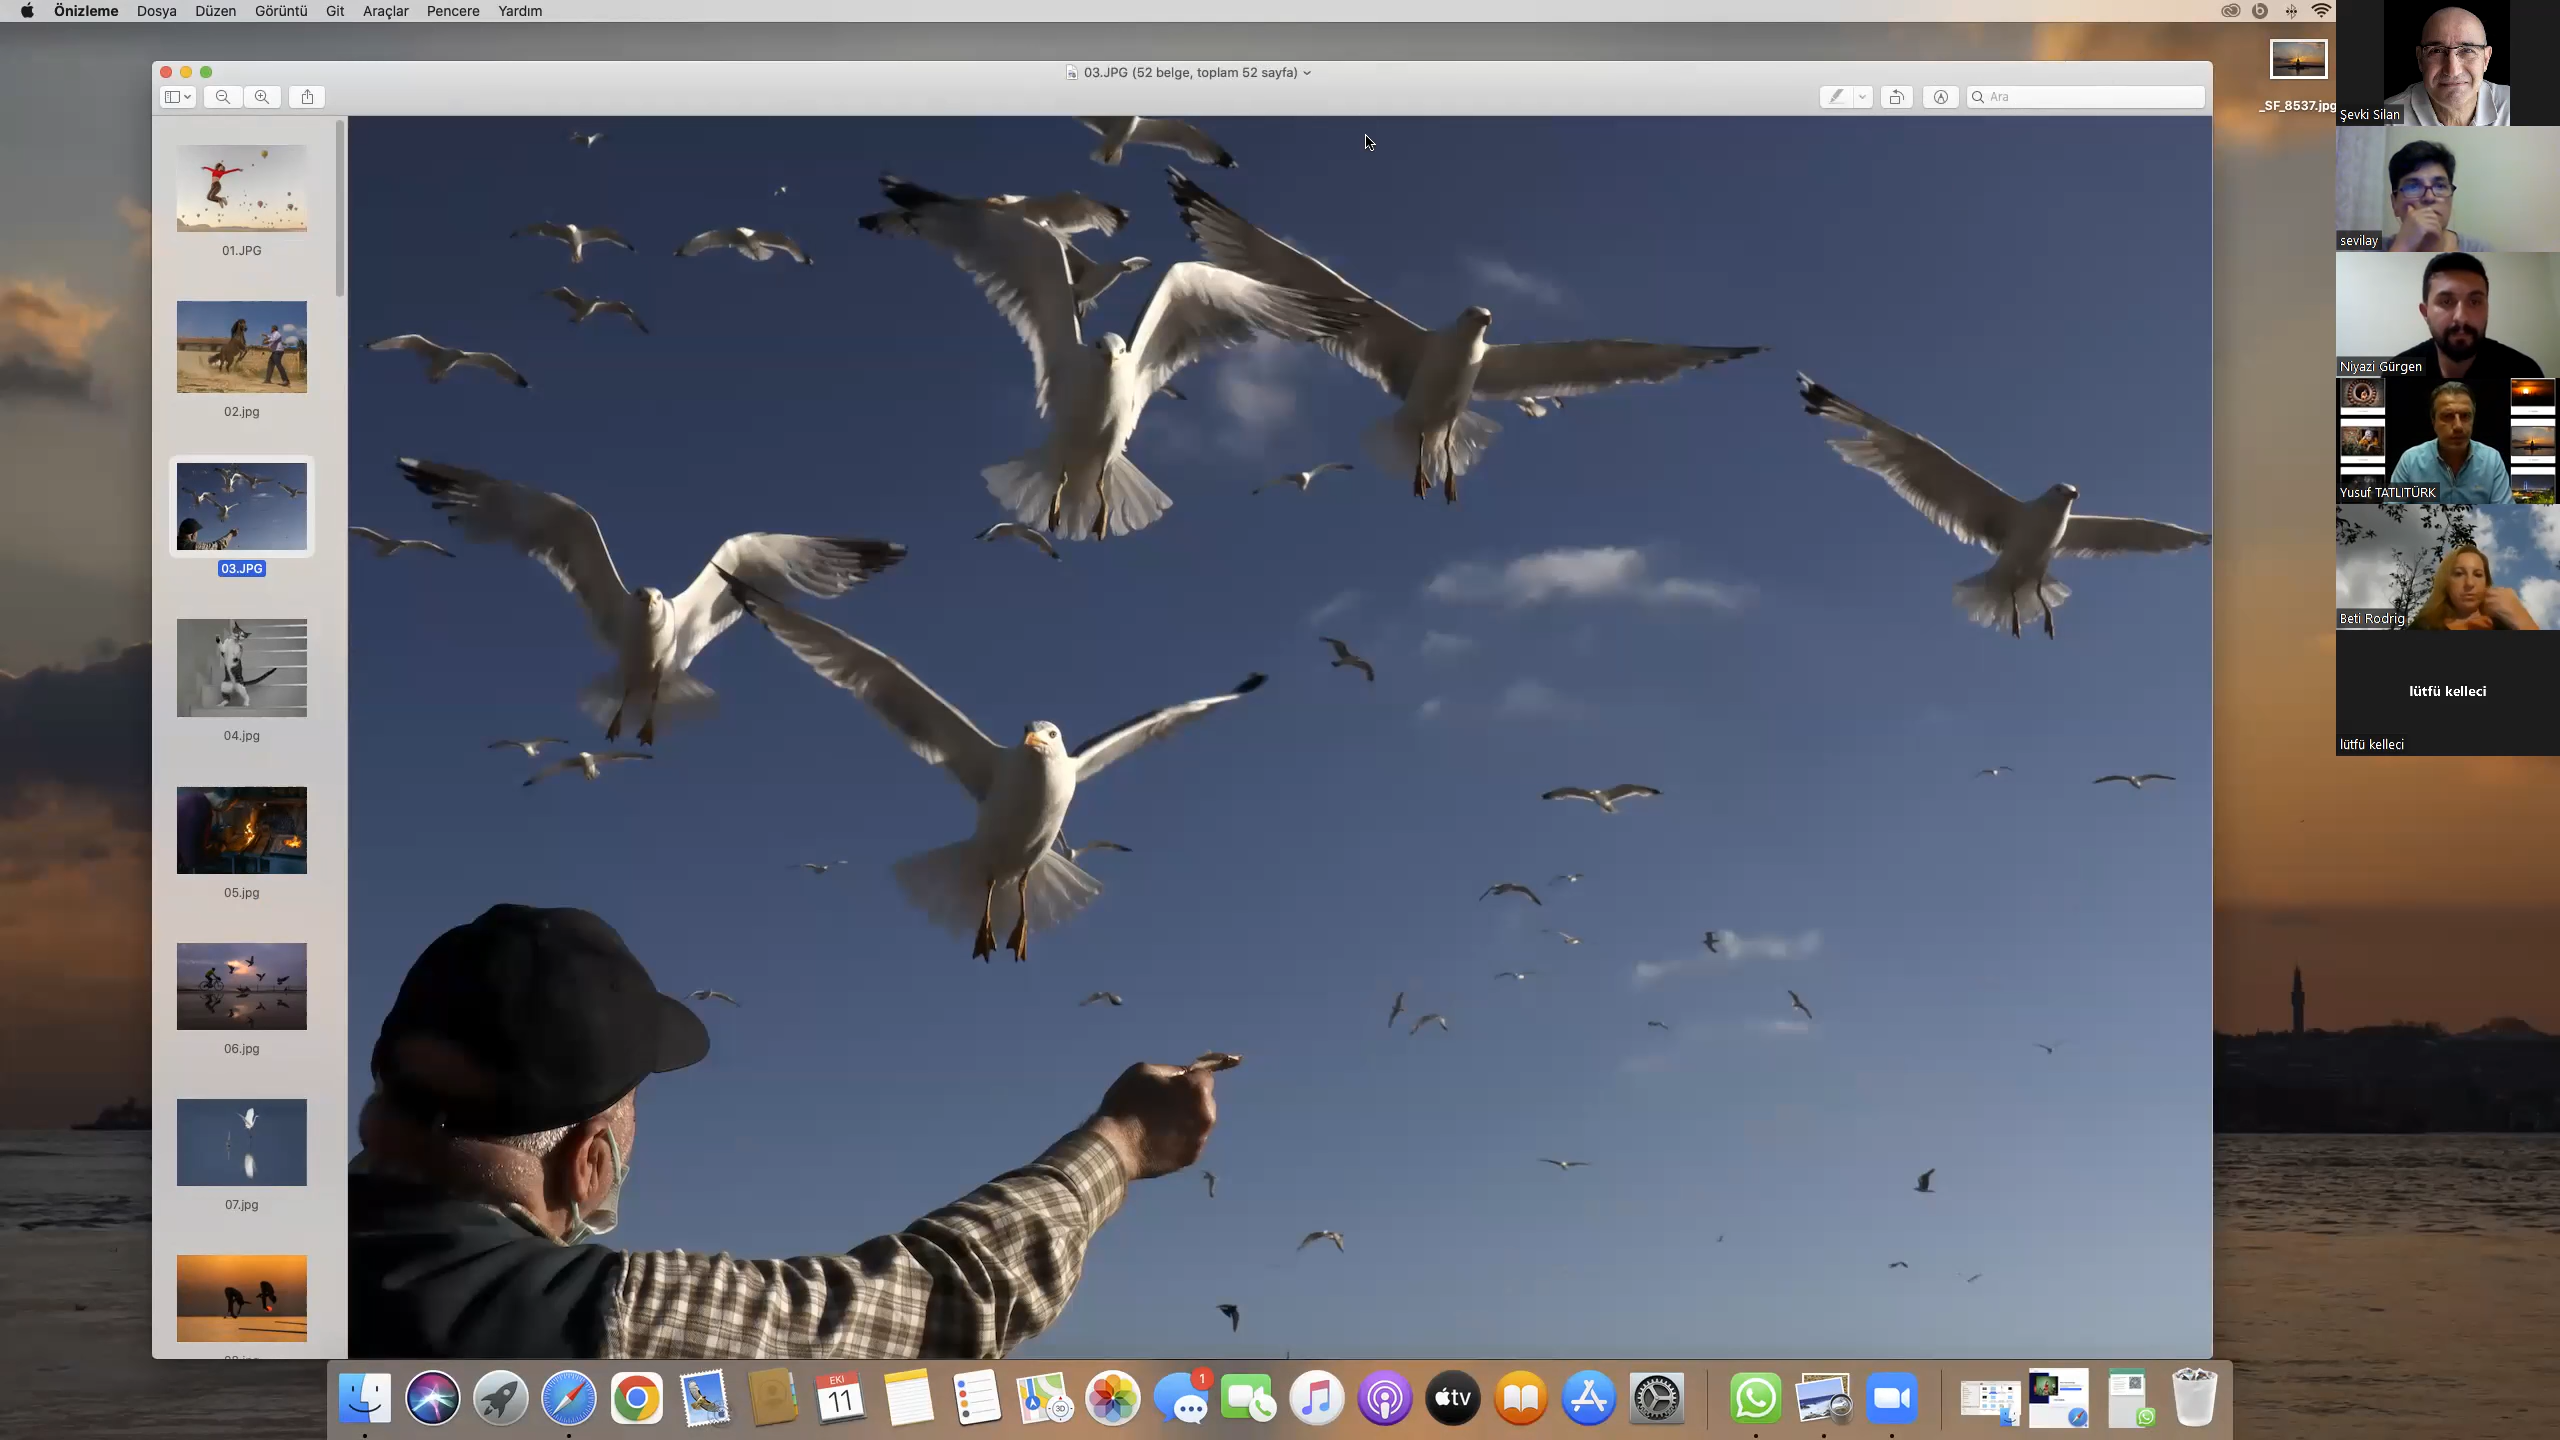 Önizleme Dosya Düzen Görüntü Git Araçlar Pencere Yardım
03.JPG (52 belge, toplam 52 sayfa)
Ara
01.JPG
02.jpg
03.JPG
04.jpg
05.jpg
06.jpg
07.jpg
_SF_8537.jpg
Şevki Silan
sevilay
Niyazi Gürgen
Yusuf TATLITÜRK
Beti Rodrig
lütfü kelleci
lütfü kelleci
EKİ
11
3D
1
tv